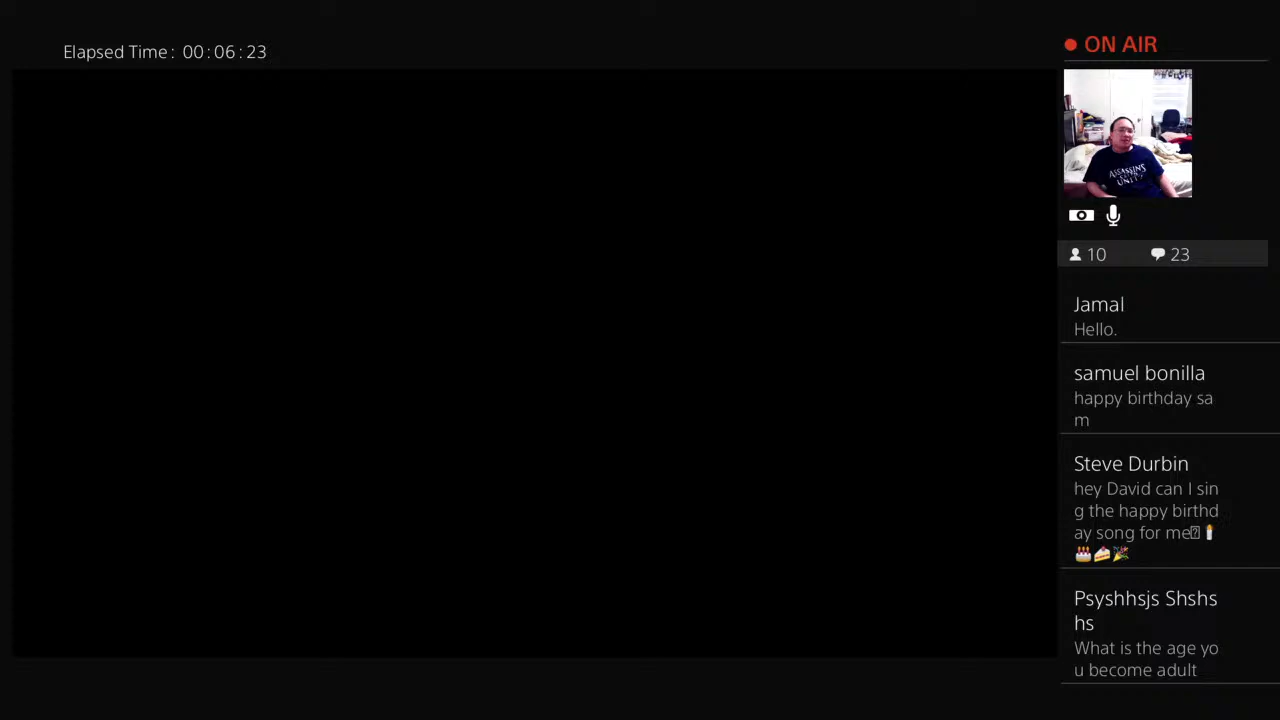 Elapsed Time: 00:06:23
ON AIR
ASSASSINS
UNITY
10 23
Jamal
Hello.
samuel bonilla
happy birthday sa
m
Steve Durbin
hey David can I sin
g the happy birthd
ay song for me
Psyshhsjs Shshs
hs
What is the age yo
u become adult